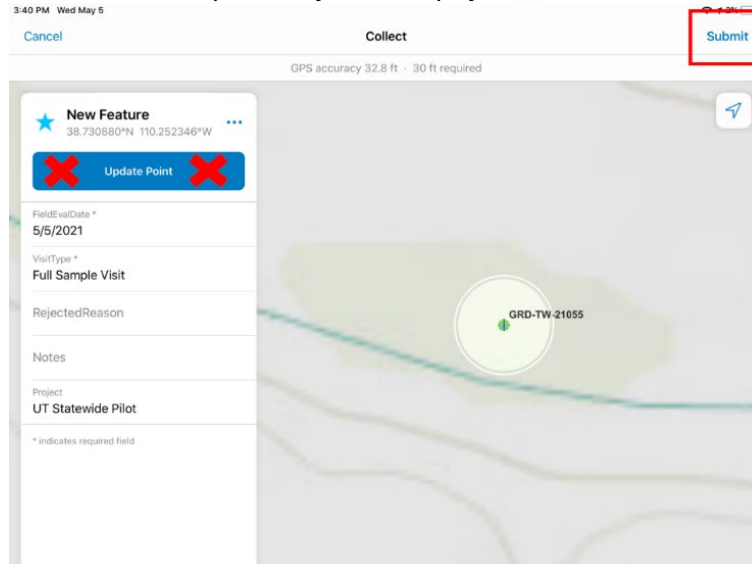 3:40 PM Wed May 5
Cancel
Collect
Submit
GPS accuracy 32.8 ft · 30 ft required
New Feature
38.730880°N 110.252346°W
Update Point
FieldEvalDate *
5/5/2021
VisitType *
Full Sample Visit
RejectedReason
Notes
Project
UT Statewide Pilot
* indicates required field
GRD-TW-21055